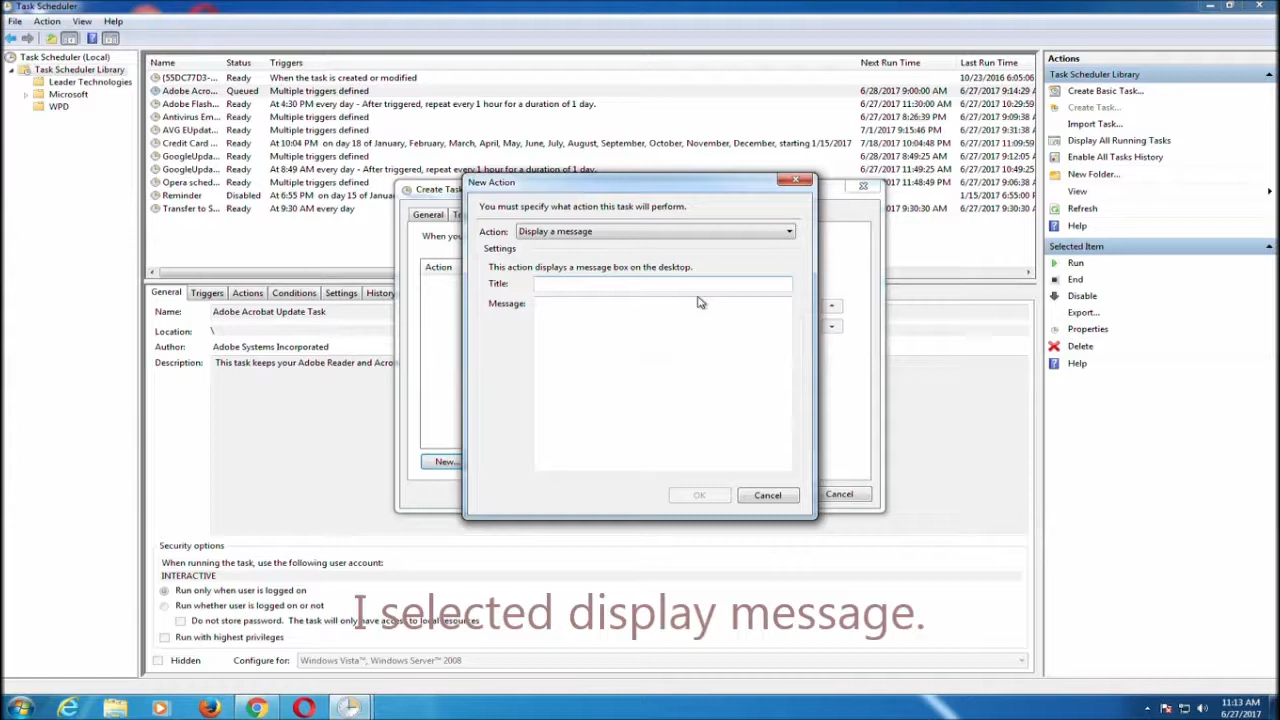 Task Scheduler
File Action View Help
Task Scheduler (Local)
Task Scheduler Library
Leader Technologies
Microsoft
WPD
Name Status Triggers Next Run Time Last Run Time
{55DC77D3-... Ready When the task is created or modified 10/23/2016 6:05:06
Adobe Acro... Queued Multiple triggers defined 6/28/2017 9:00:00 AM 6/27/2017 9:14:29
Adobe Flash... Ready At 4:30 PM every day - After triggered, repeat every 1 hour for a duration of 1 day. 6/27/2017 11:30:00 AM 6/27/2017 10:29:59
Antivirus Em... Ready Multiple triggers defined 6/27/2017 8:26:39 PM 6/27/2017 9:09:38
AVG EUpdat... Ready Multiple triggers defined 7/1/2017 9:15:46 PM 6/27/2017 9:31:38
Credit Card ... Ready At 10:04 PM on day 18 of January, February, March, April, May, June, July, August, September, October, November, December, starting 1/15/2017 7/18/2017 10:04:48 PM 6/27/2017 11:09:59
GoogleUpda... Ready Multiple triggers defined 6/28/2017 8:49:25 AM 6/27/2017 9:12:05
GoogleUpda... Ready At 8:49 AM every day - After triggered, repeat every 1 hour for a duration of 1 day. 6/27/2017 11:49:25 AM 6/27/2017 10:49:25
Opera sched... Ready Multiple triggers defined 6/27/2017 11:48:49 PM
Reminder Disabled At 6:55 PM on day 15 of Janua 1/15/2017 6:55:00
Transfer to S... Ready At 9:30 AM every day 6/27/2017 9:30:30
Create Tas
General
When you
Action
New...
Cancel
New Action
You must specify what action this task will perform.
Action: Display a message
Settings
This action displays a message box on the desktop.
Title:
Message:
OK Cancel
General Triggers Actions Conditions Settings History
Name: Adobe Acrobat Update Task
Location: \
Author: Adobe Systems Incorporated
Description: This task keeps your Adobe Reader and Acro
Security options
When running the task, use the following user account:
INTERACTIVE
Run only when user is logged on
Run whether user is logged on or not
Do not store password. The task will only have access to local resources
Run with highest privileges
Hidden Configure for: Windows Vista™, Windows Server™ 2008
I selected display message.
Actions
Task Scheduler Library
Create Basic Task...
Create Task...
Import Task...
Display All Running Tasks
Enable All Tasks History
New Folder...
View
Refresh
Help
Selected Item
Run
End
Disable
Export...
Properties
Delete
Help
11:13 AM
6/27/2017